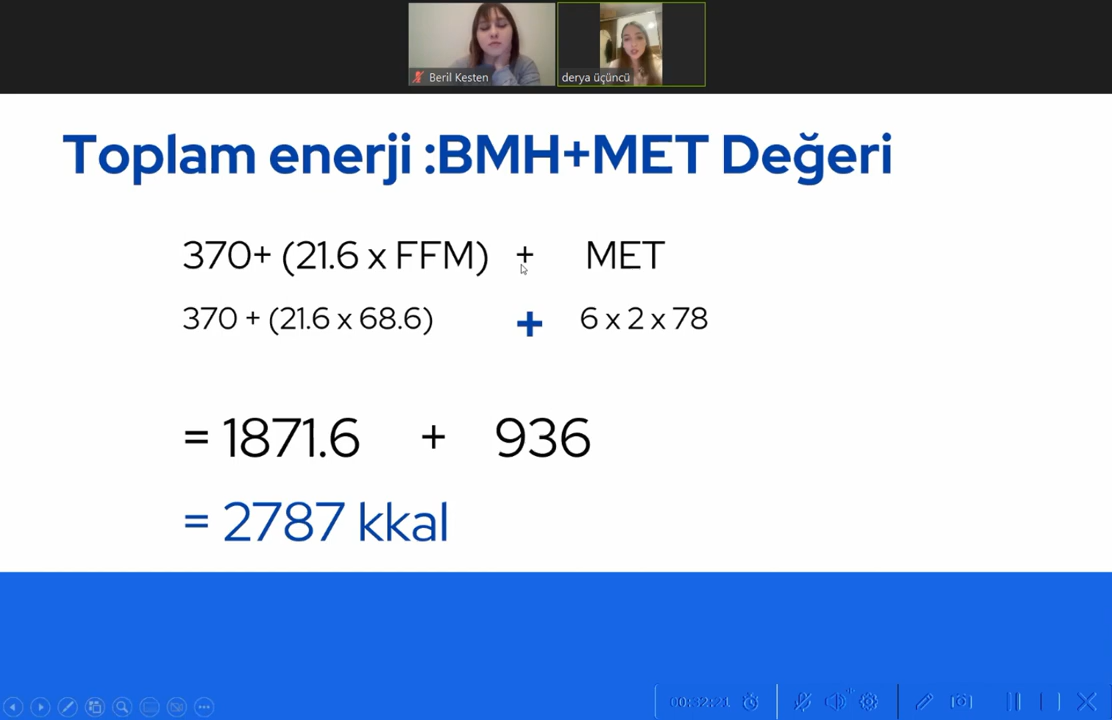 Beril Kesten
derya üçüncü
Toplam enerji :BMH+MET Değeri
370+ (21.6 x FFM) + MET
370 + (21.6 x 68.6) + 6 x 2 x 78
= 1871.6 + 936
= 2787 kkal
00:32:21